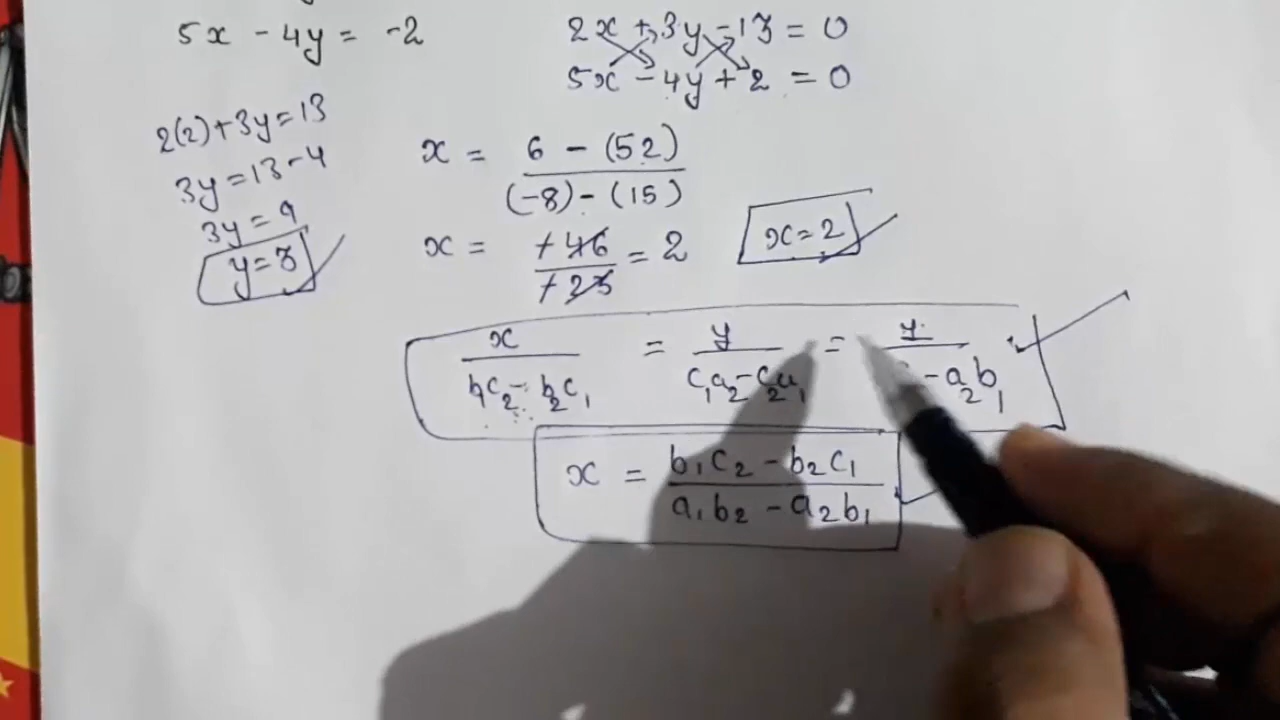 5x - 4y = -2
2x + 3y - 13 = 0
5x - 4y + 2 = 0
2(2)+3y=13
3y=13-4
3y=9
y=3
x = 6 - (52) / (-8) - (15)
x = +46 / +23 = 2
x=2
x / b₁c₂ - b₂c₁ = y / c₁a₂ - c₂a₁ = y / - a₂b₁
x = b₁c₂ - b₂c₁ / a₁b₂ - a₂b₁